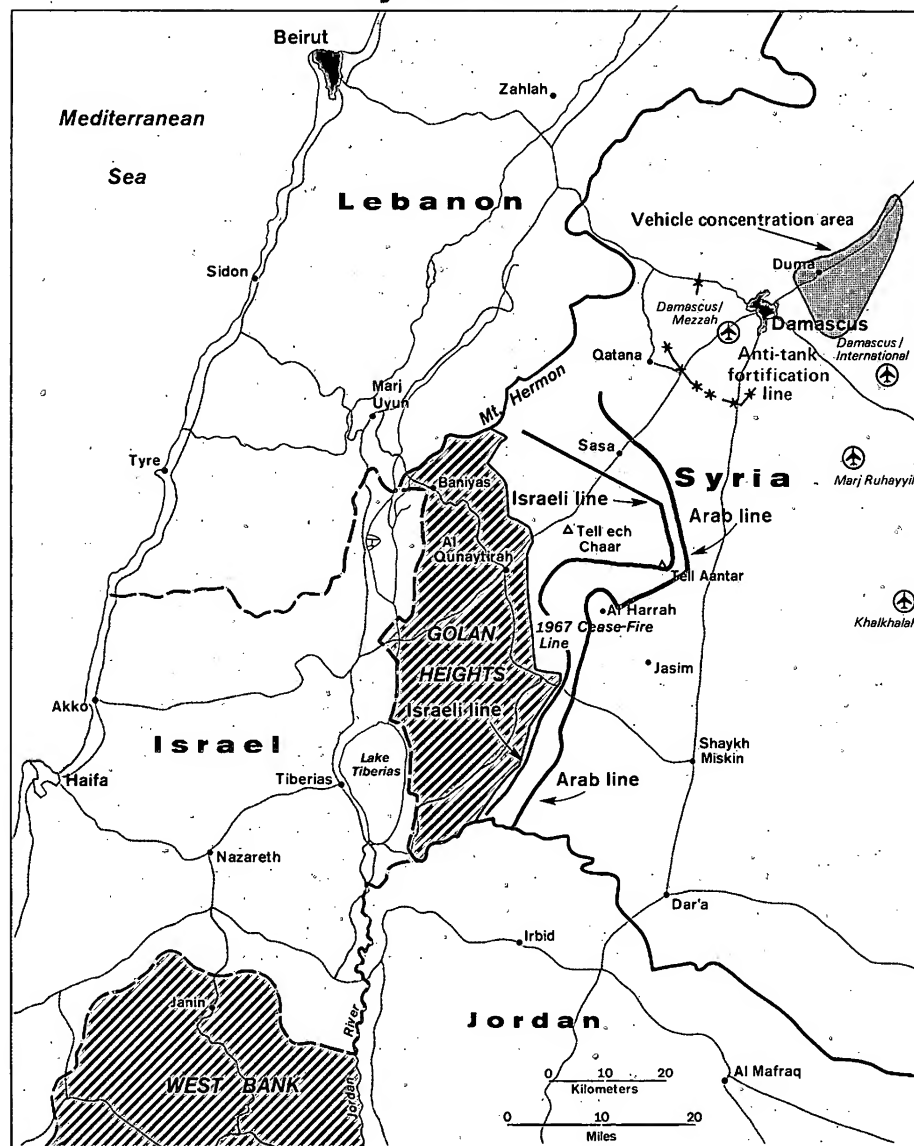 Beirut
Zahlah
Mediterranean
Sea
Lebanon
Vehicle concentration area
Duma
Sidon
Damascus/
Mezzah
Damascus
Damascus/
International
Qatana
Anti-tank
fortification
line
Marj
Uyun
Mt. Hermon
Sasa
Tyre
Syria
Marj Ruhayyil
Baniyas
Israeli line
Arab line
Tell ech
Chaar
Al
Qunaytirah
Tell Aantar
Al Harrah
Khalkhalah
1967 Cease-Fire
Line
GOLAN
HEIGHTS
Jasim
Akko
Israeli line
Israel
Shaykh
Miskin
Lake
Tiberias
Haifa
Tiberias
Arab line
Nazareth
Dar'a
Irbid
Janin
Jordan
River
Jordan
WEST BANK
0 10 20
Kilometers
Al Mafraq
0 10 20
Miles